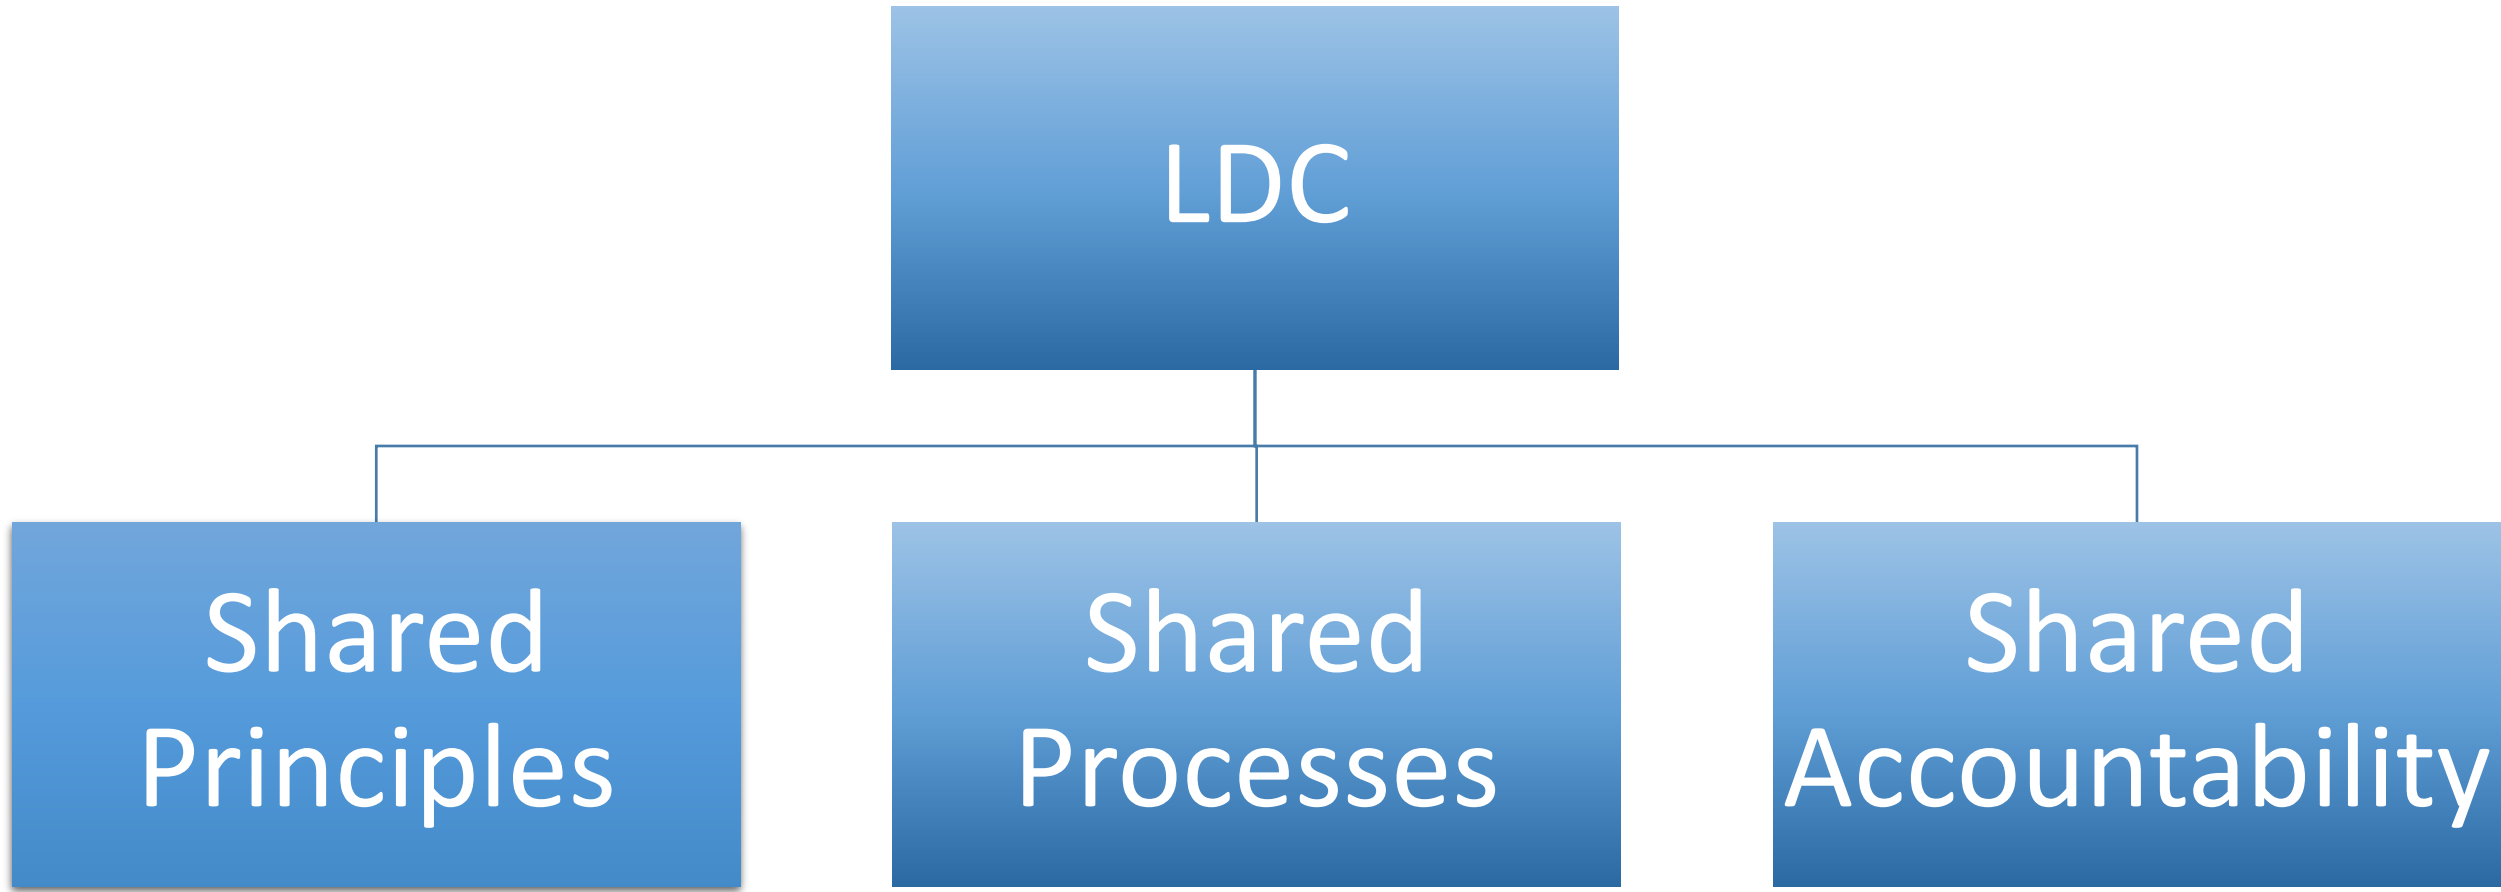 LDC
Shared
Principles
Shared
Processes
Shared
Accountability